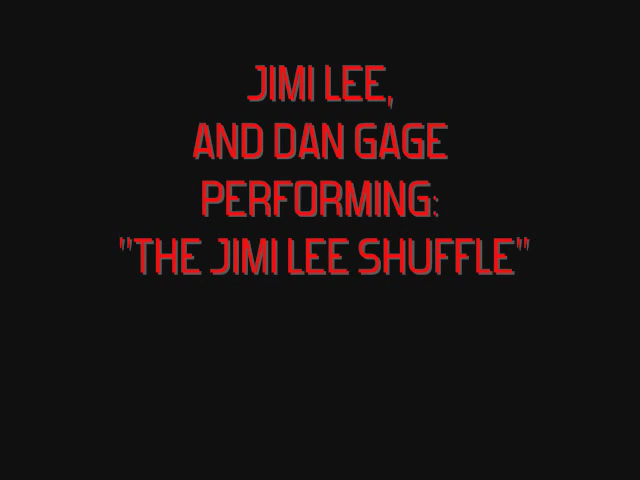 JIMI LEE,
AND DAN GAGE
PERFORMING:
"THE JIMI LEE SHUFFLE"